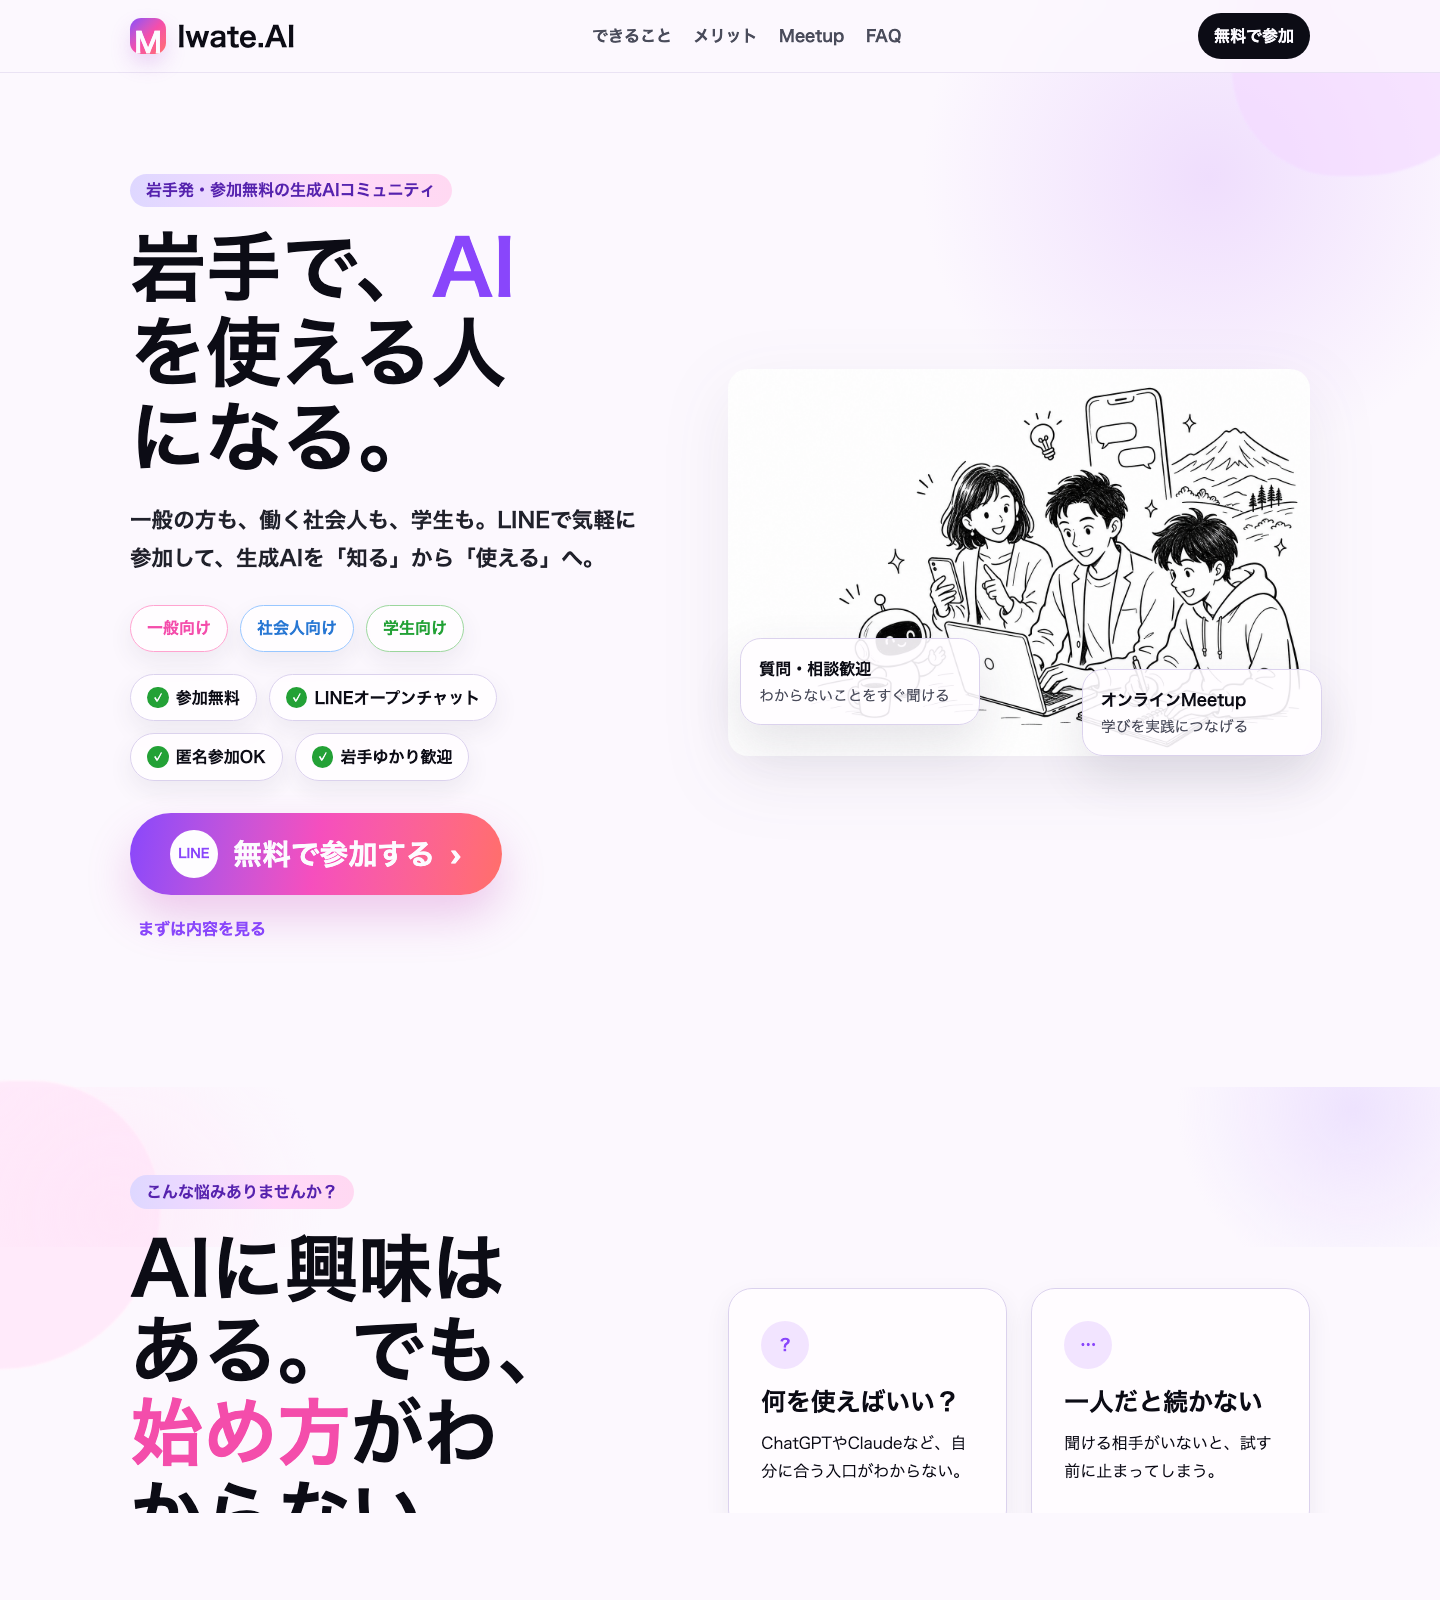 M Iwate.AI
できること メリット Meetup FAQ
無料で参加
岩手発・参加無料の生成AIコミュニティ
岩手で、AI
を使える人
になる。
一般の方も、働く社会人も、学生も。LINEで気軽に
参加して、生成AIを「知る」から「使える」へ。
一般向け 社会人向け 学生向け
✓ 参加無料 ✓ LINEオープンチャット
✓ 匿名参加OK ✓ 岩手ゆかり歓迎
LINE 無料で参加する ›
まずは内容を見る
質問・相談歓迎
わからないことをすぐ聞ける
オンラインMeetup
学びを実践につなげる
こんな悩みありませんか？
AIに興味は
ある。でも、
始め方がわ
からない
?
何を使えばいい？
ChatGPTやClaudeなど、自
分に合う入口がわからない。
…
一人だと続かない
聞ける相手がいないと、試す
前に止まってしまう。